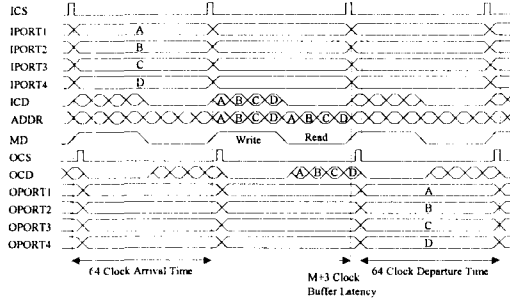 ICS
IPORT1 A
IPORT2 B
IPORT3 C
IPORT4 D
ICD A B C D
ADDR A B C D A B C D
MD Write Read
OCS
OCD A B C D
OPORT1 A
OPORT2 B
OPORT3 C
OPORT4 D
64 Clock Arrival Time 64 Clock Departure Time
M+3 Clock
Buffer Latency